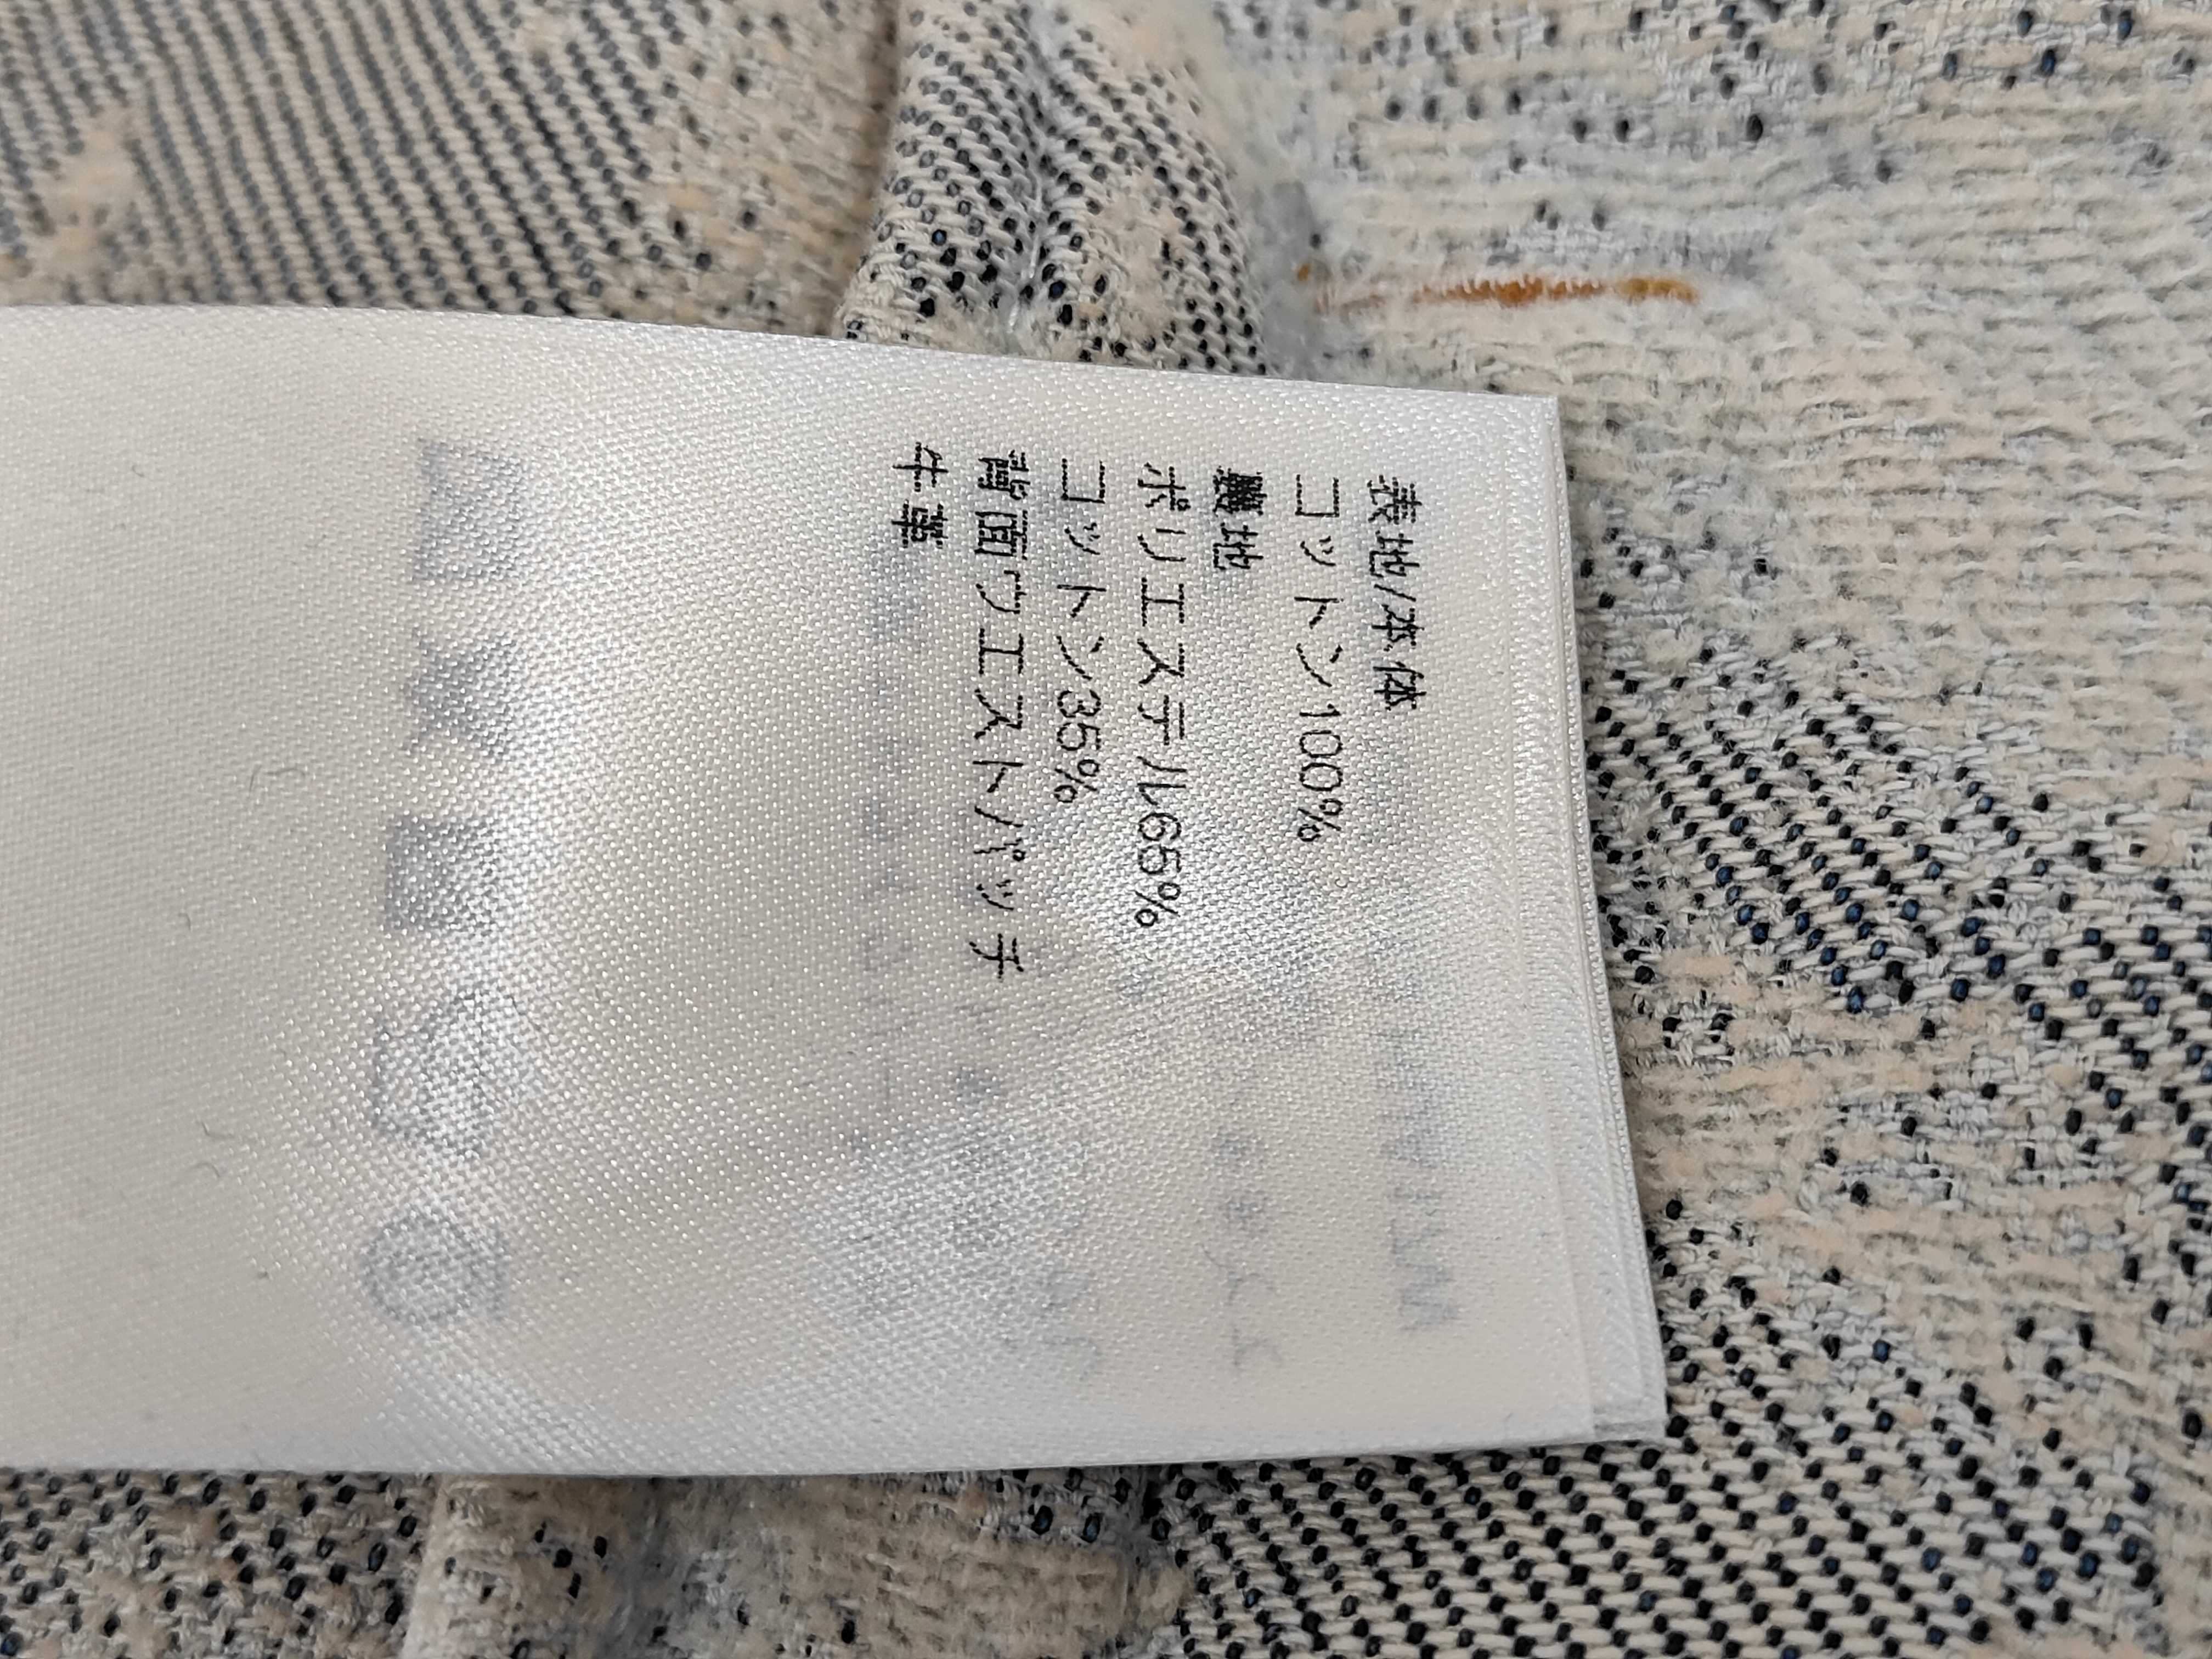 表地/本体
コットン100%
裏地
ポリエステル65%
コットン35%
背面ウエストパッチ
牛革